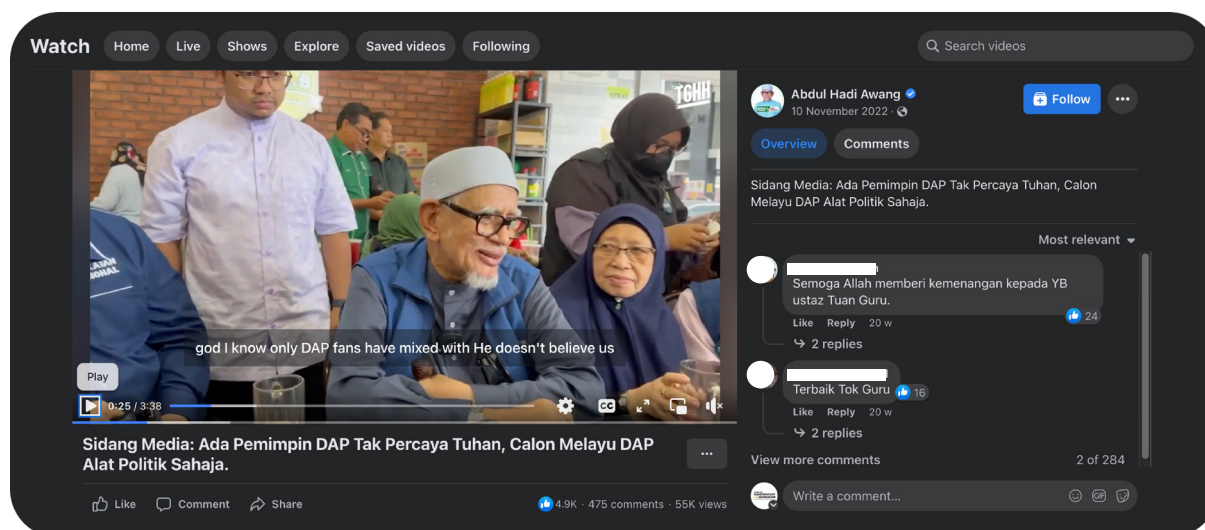 Watch
Home
Live
Shows
Explore
Saved videos
Following
Search videos
TGHH
god I know only DAP fans have mixed with He doesn't believe us
Play
0:25 / 3:38
CC
Sidang Media: Ada Pemimpin DAP Tak Percaya Tuhan, Calon Melayu DAP
Alat Politik Sahaja.
Like
Comment
Share
4.9K · 475 comments · 55K views
Abdul Hadi Awang
10 November 2022 ·
Follow
Overview
Comments
Sidang Media: Ada Pemimpin DAP Tak Percaya Tuhan, Calon
Melayu DAP Alat Politik Sahaja.
Most relevant
Semoga Allah memberi kemenangan kepada YB
ustaz Tuan Guru.
24
Like Reply 20 w
2 replies
Terbaik Tok Guru
16
Like Reply 20 w
2 replies
View more comments
2 of 284
Write a comment...
GIF